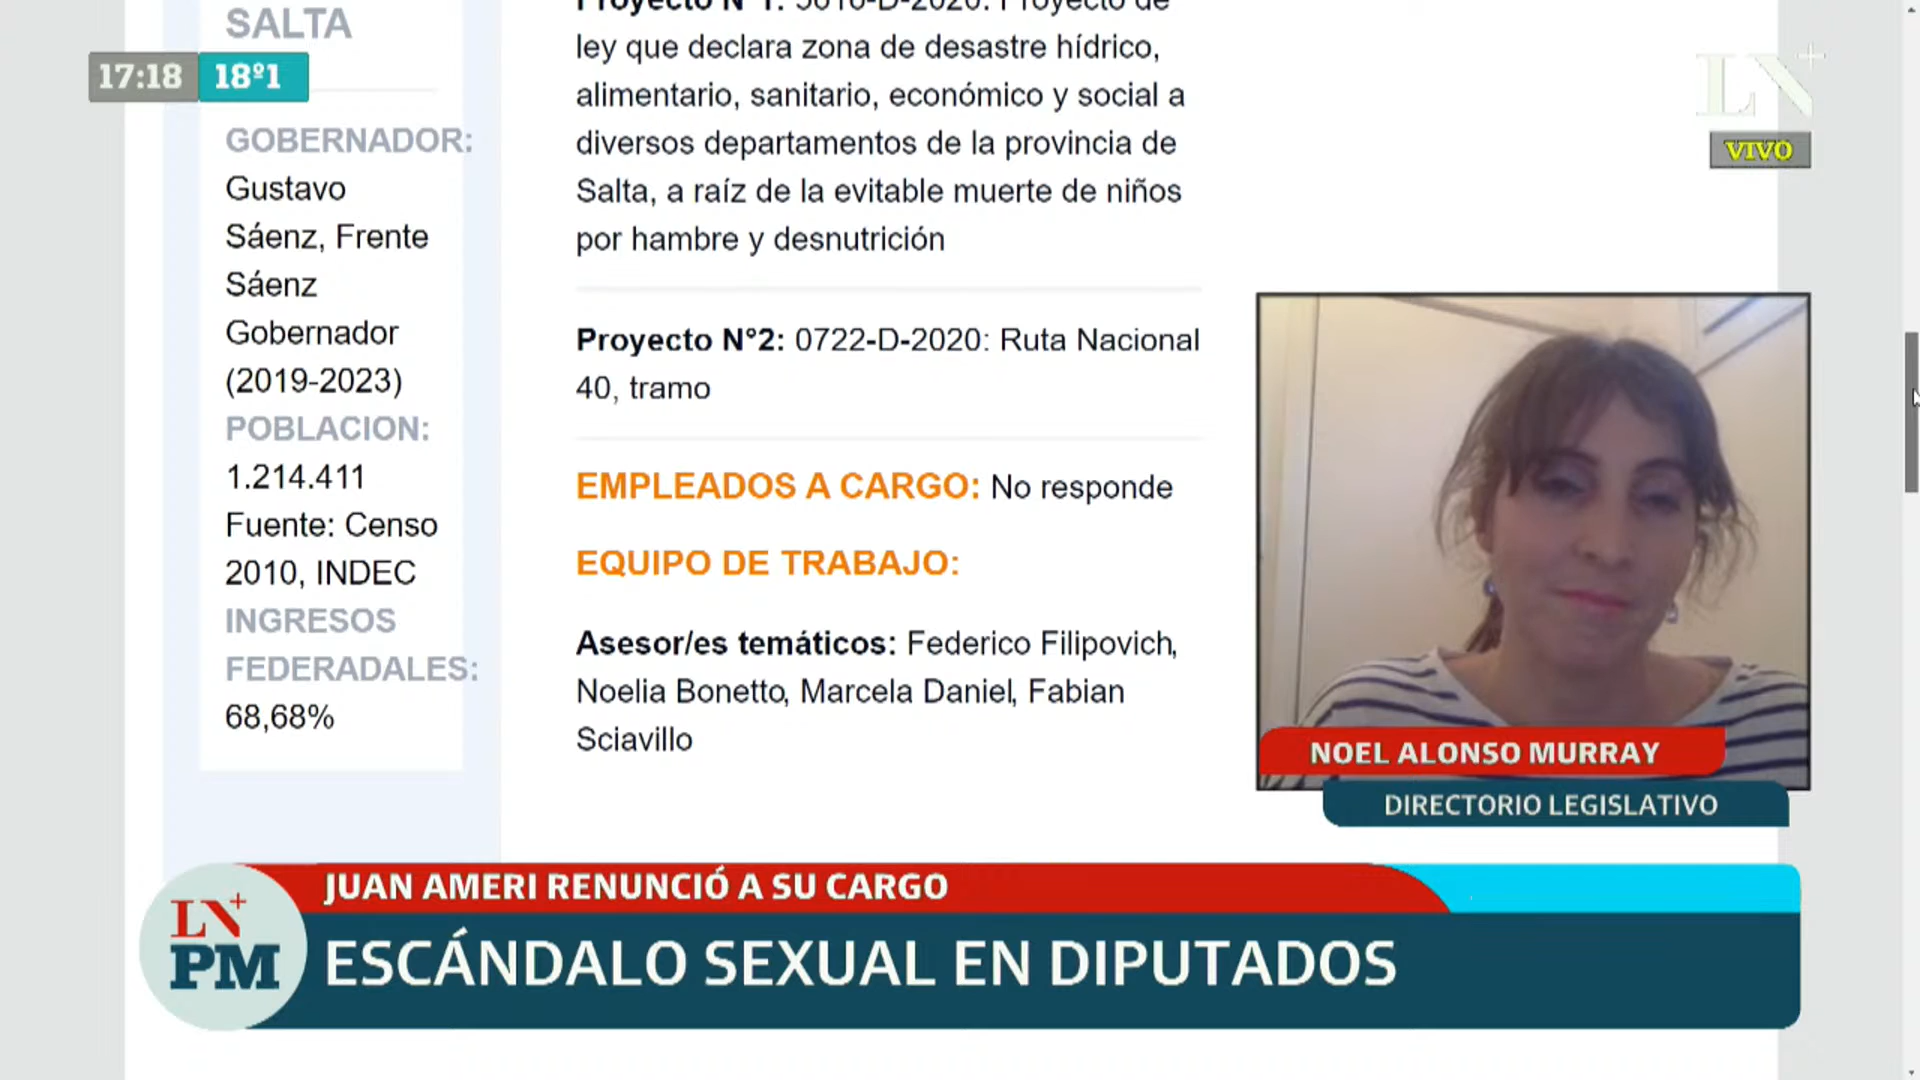 SALTA
17:18 18º1
GOBERNADOR:
Gustavo
Sáenz, Frente
Sáenz
Gobernador
(2019-2023)
POBLACION:
1.214.411
Fuente: Censo
2010, INDEC
INGRESOS
FEDERADALES:
68,68%
ley que declara zona de desastre hídrico,
alimentario, sanitario, económico y social a
diversos departamentos de la provincia de
Salta, a raíz de la evitable muerte de niños
por hambre y desnutrición
Proyecto N°2: 0722-D-2020: Ruta Nacional
40, tramo
EMPLEADOS A CARGO: No responde
EQUIPO DE TRABAJO:
Asesor/es temáticos: Federico Filipovich,
Noelia Bonetto, Marcela Daniel, Fabian
Sciavillo
LN+
VIVO
NOEL ALONSO MURRAY
DIRECTORIO LEGISLATIVO
LN+
PM
JUAN AMERI RENUNCIÓ A SU CARGO
ESCÁNDALO SEXUAL EN DIPUTADOS